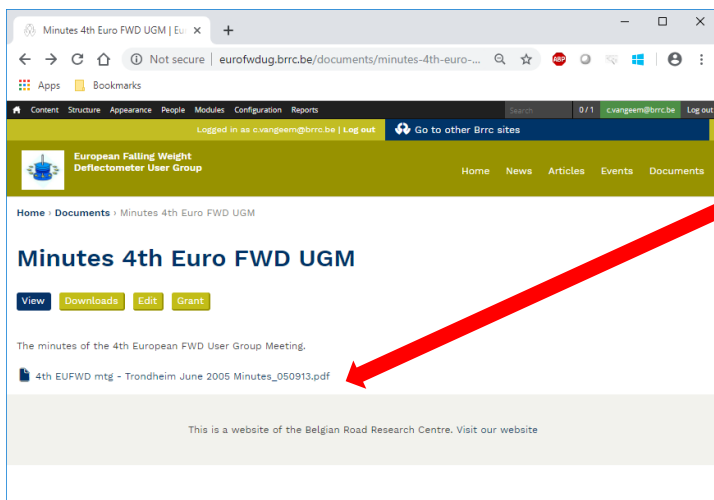 Minutes 4th Euro FWD UGM | Eu
Not secure | eurofwdug.brrc.be/documents/minutes-4th-euro-...
ABP
Apps Bookmarks
Content Structure Appearance People Modules Configuration Reports Search 0 / 1 c.vangeem@brrc.be Log out
Logged in as c.vangeem@brrc.be | Log out Go to other Brrc sites
European Falling Weight
Deflectometer User Group
Home News Articles Events Documents
Home › Documents › Minutes 4th Euro FWD UGM
Minutes 4th Euro FWD UGM
View Downloads Edit Grant
The minutes of the 4th European FWD User Group Meeting.
4th EUFWD mtg - Trondheim June 2005 Minutes_050913.pdf
This is a website of the Belgian Road Research Centre. Visit our website